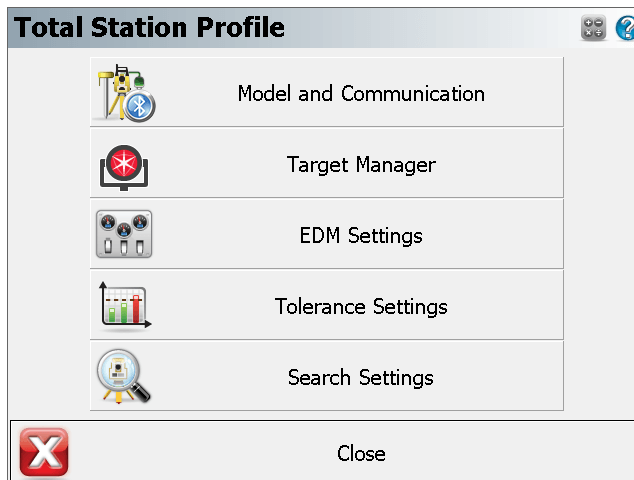 Total Station Profile
Model and Communication
Target Manager
EDM Settings
Tolerance Settings
Search Settings
Close